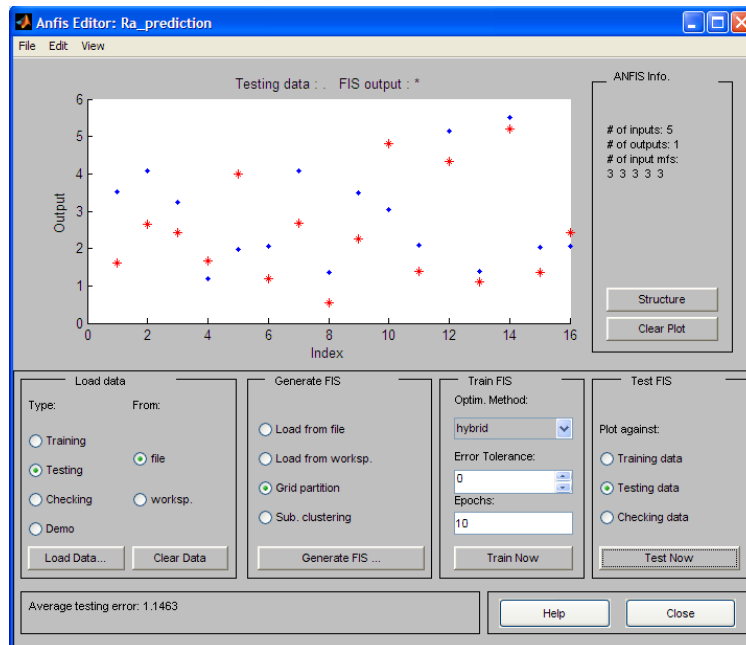 Anfis Editor: Ra_prediction
File Edit View
Testing data : . FIS output : *
6
5
4
3
2
1
0
Output
0 2 4 6 8 10 12 14 16
Index
ANFIS Info.
# of inputs: 5
# of outputs: 1
# of input mfs:
3 3 3 3 3
Structure
Clear Plot
Load data
Type: From:
Training
Testing
Checking
Demo
file
worksp.
Load Data... Clear Data
Generate FIS
Load from file
Load from worksp.
Grid partition
Sub. clustering
Generate FIS ...
Train FIS
Optim. Method:
hybrid
Error Tolerance:
0
Epochs:
10
Train Now
Test FIS
Plot against:
Training data
Testing data
Checking data
Test Now
Average testing error: 1.1463
Help Close